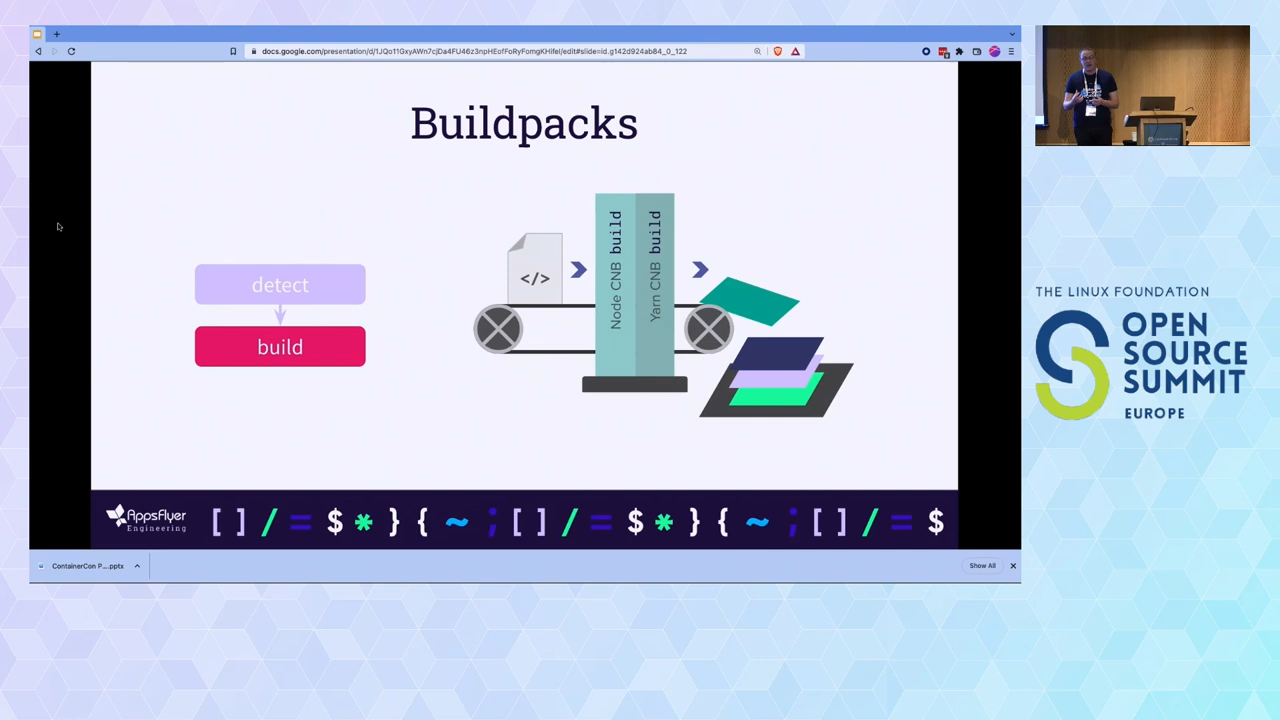 docs.google.com/presentation/d/1JQo11GxyAWn7cjDa4FU46z3npHEofFoRyFomgKHifeI/edit#slide=id.g142d924ab84_0_122
Buildpacks
detect
build
</>
Node CNB build
Yarn CNB build
AppsFlyer
Engineering
[ ] / = $ * } { ~ ; [ ] / = $ * } { ~ ; [ ] / = $
ContainerCon P....pptx
Show All
THE LINUX FOUNDATION
OPEN
SOURCE
SUMMIT
EUROPE